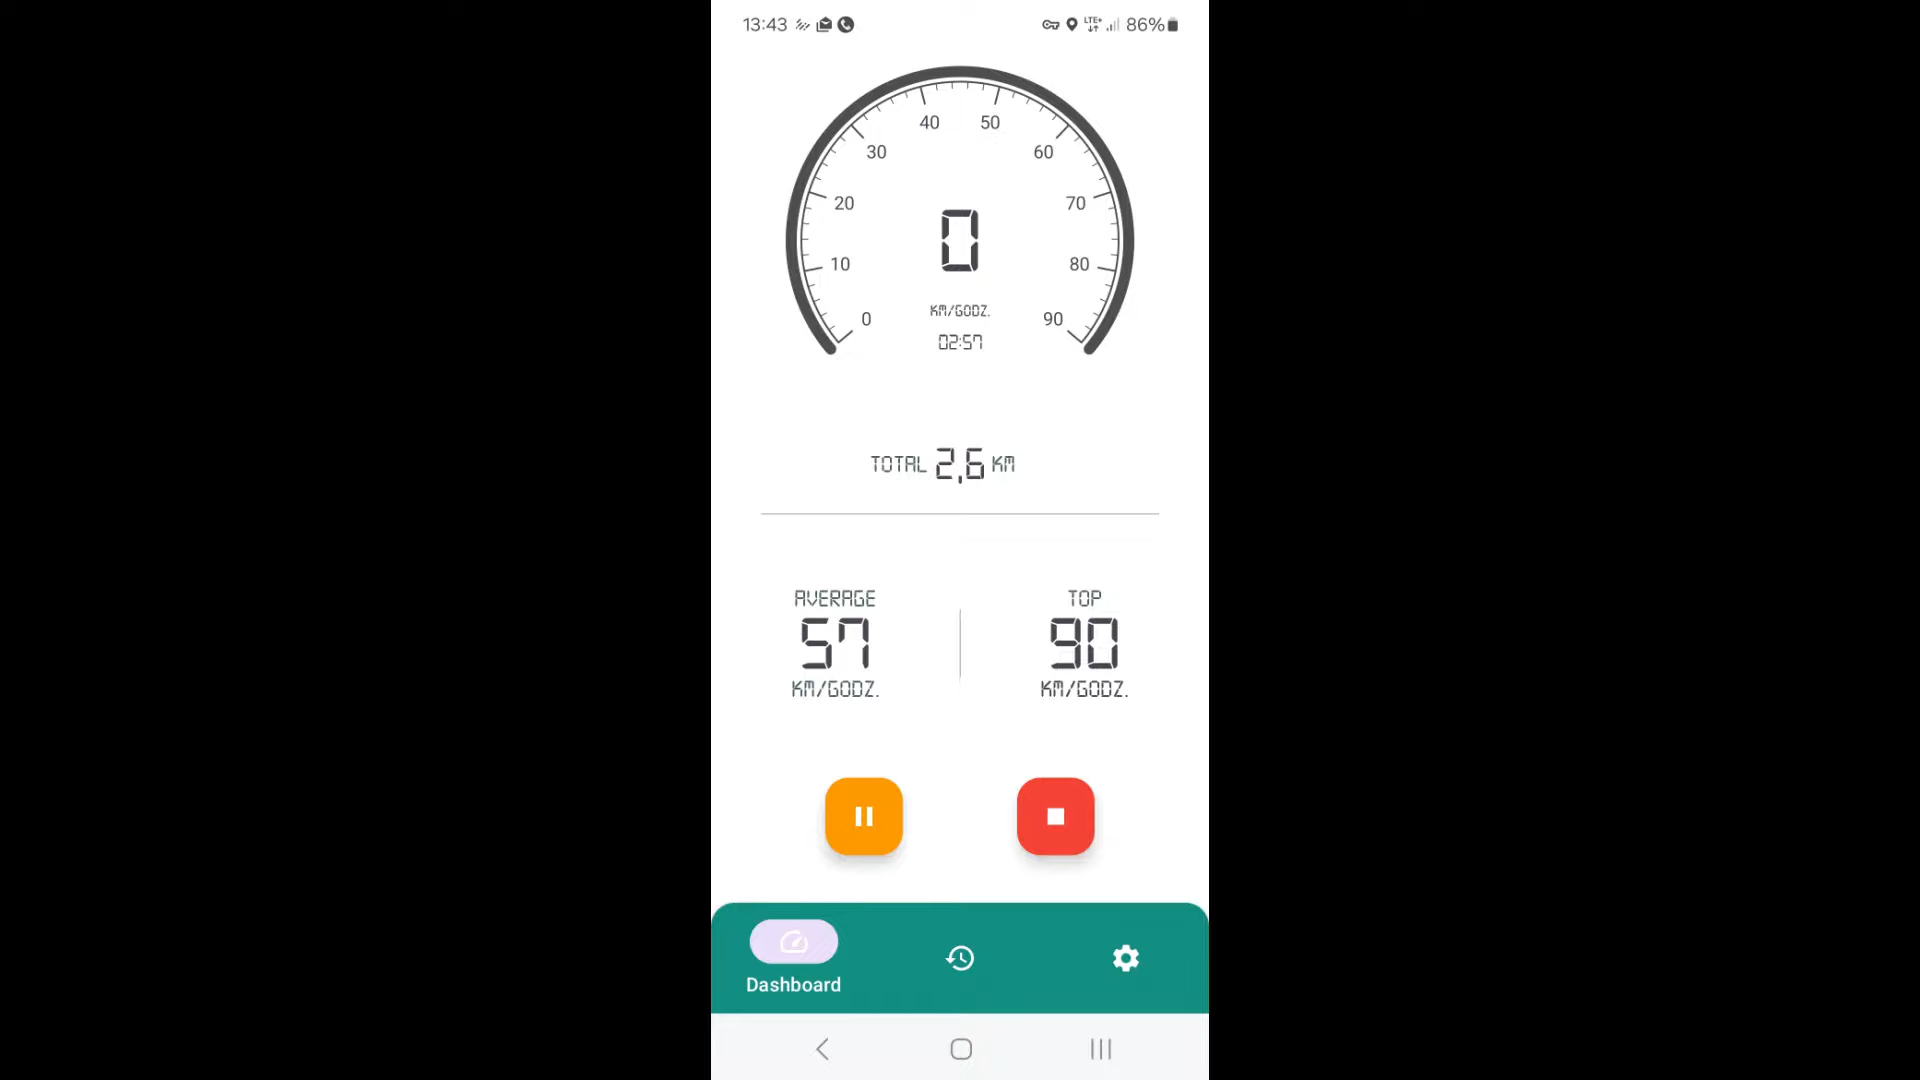 13:43 LTE+ 86%
40 50
30 60
20 70
0
10 80
KM/GODZ.
0 90
02:57
TOTAL 2,6 KM
AVERAGE TOP
57 90
KM/GODZ. KM/GODZ.
Dashboard